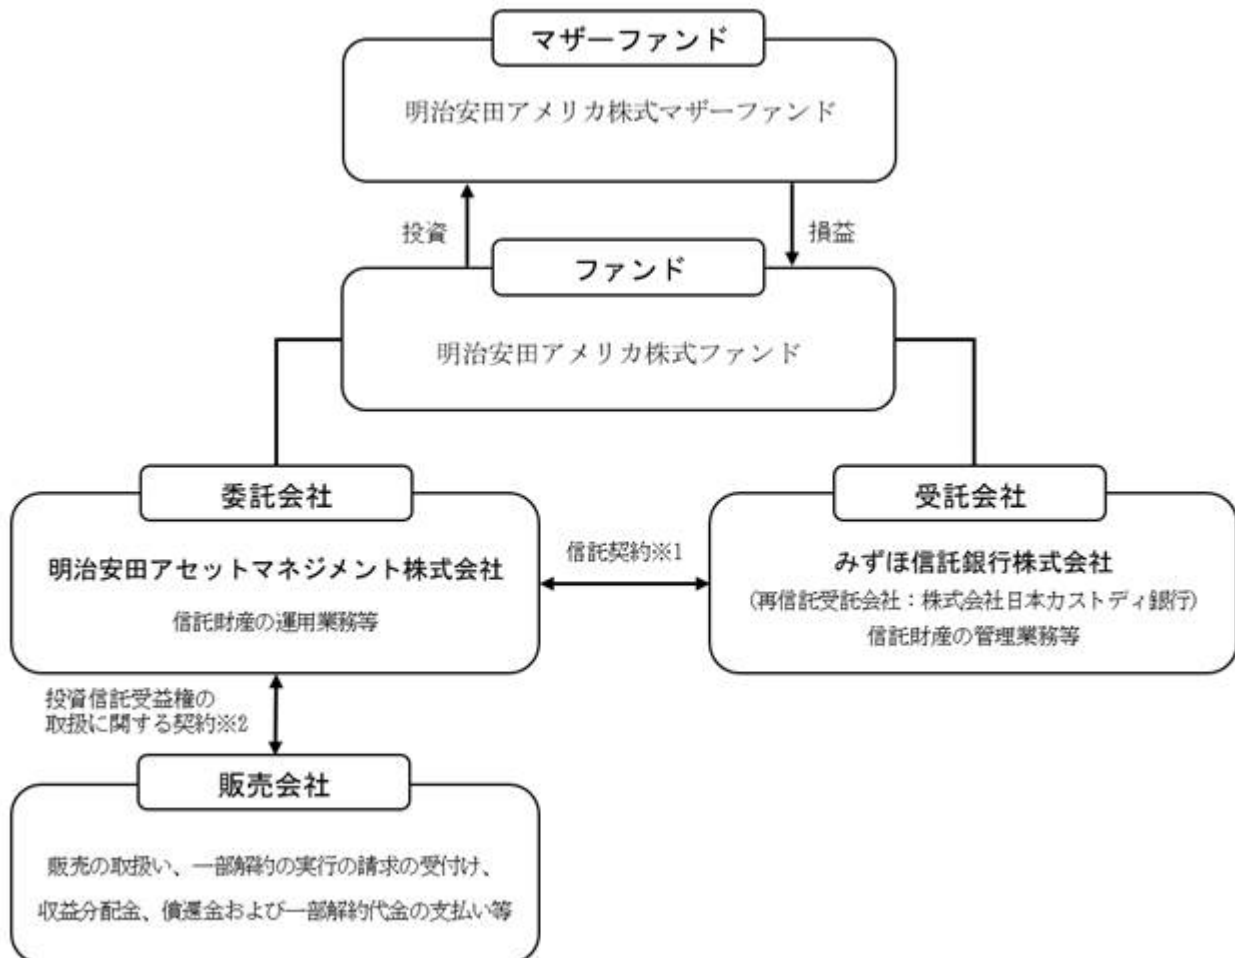 マザーファンド
明治安田アメリカ株式マザーファンド
投資
損益
ファンド
明治安田アメリカ株式ファンド
委託会社
明治安田アセットマネジメント株式会社
信託財産の運用業務等
信託契約※1
受託会社
みずほ信託銀行株式会社
(再信託受託会社：株式会社日本カストディ銀行)
信託財産の管理業務等
投資信託受益権の
取扱に関する契約※2
販売会社
販売の取扱い、一部解約の実行の請求の受付け、
収益分配金、償還金および一部解約代金の支払い等